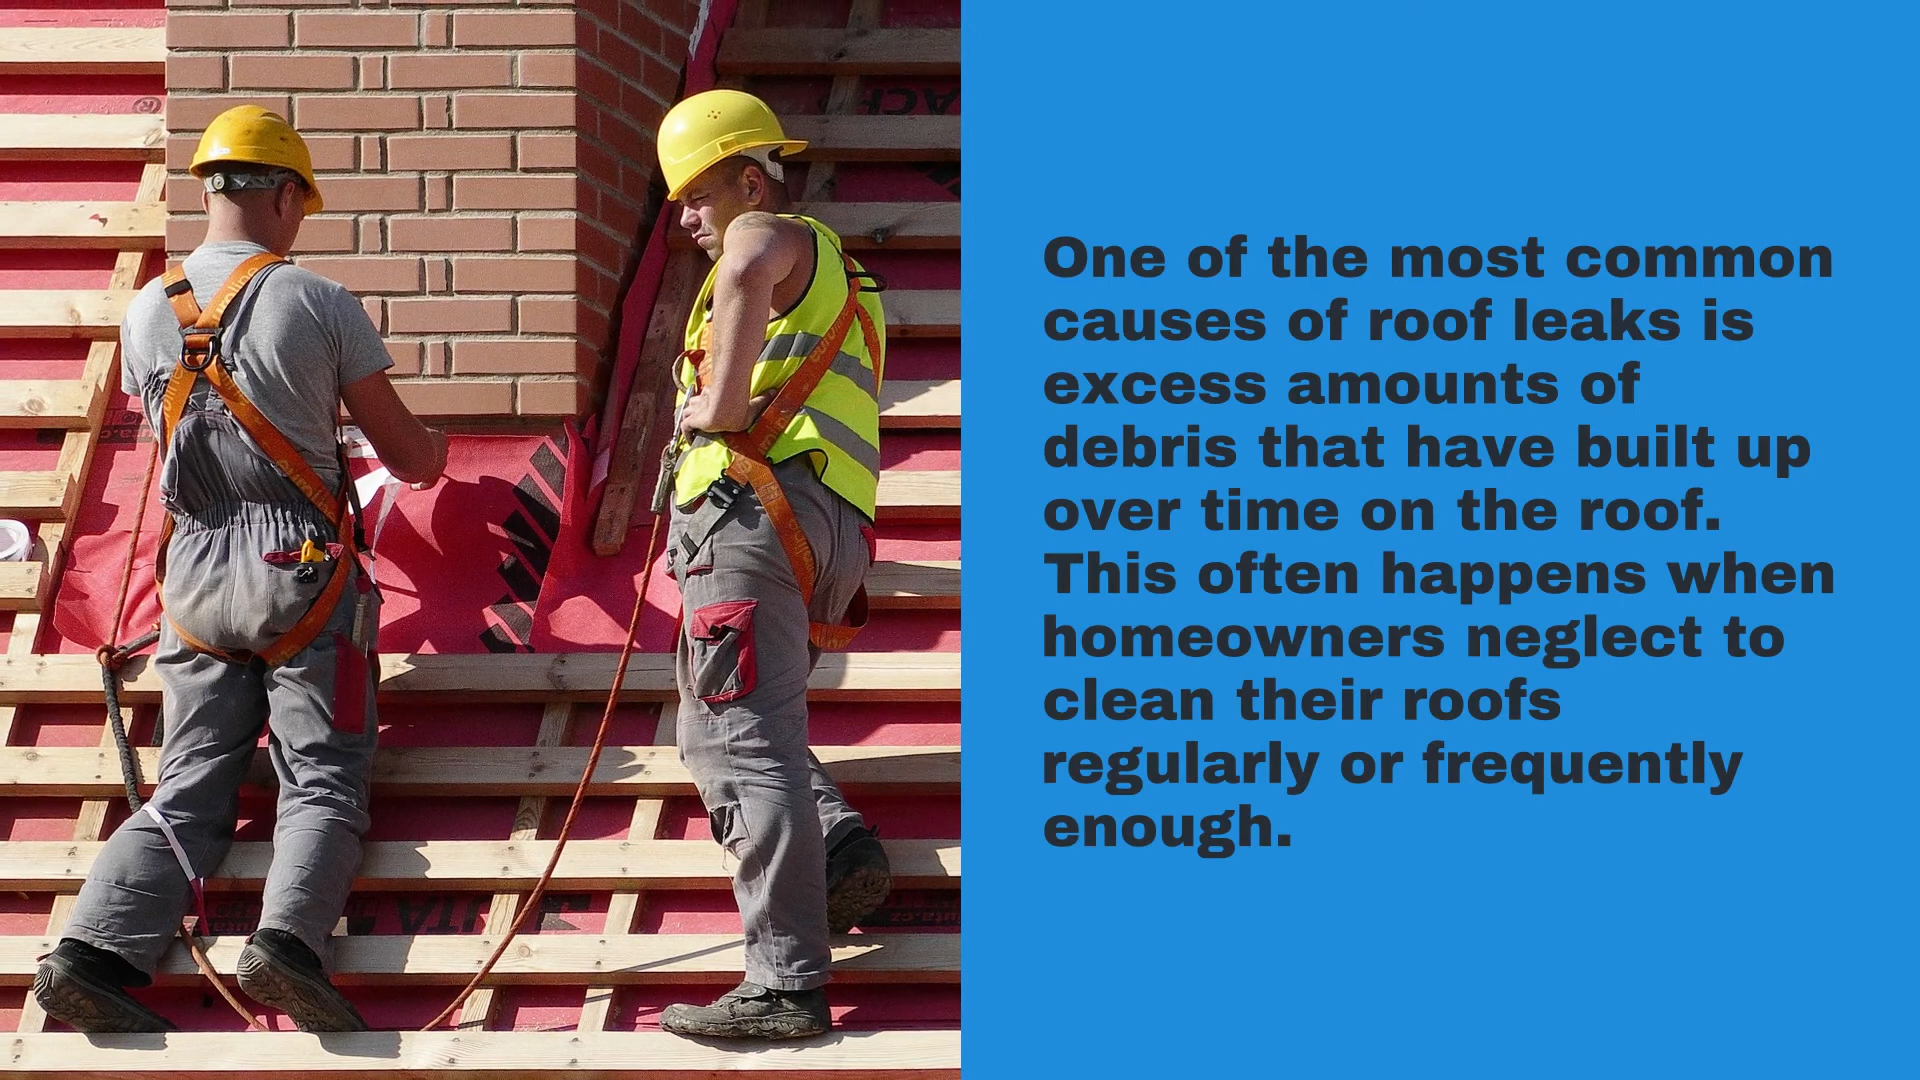 One of the most common
causes of roof leaks is
excess amounts of
debris that have built up
over time on the roof.
This often happens when
homeowners neglect to
clean their roofs
regularly or frequently
enough.